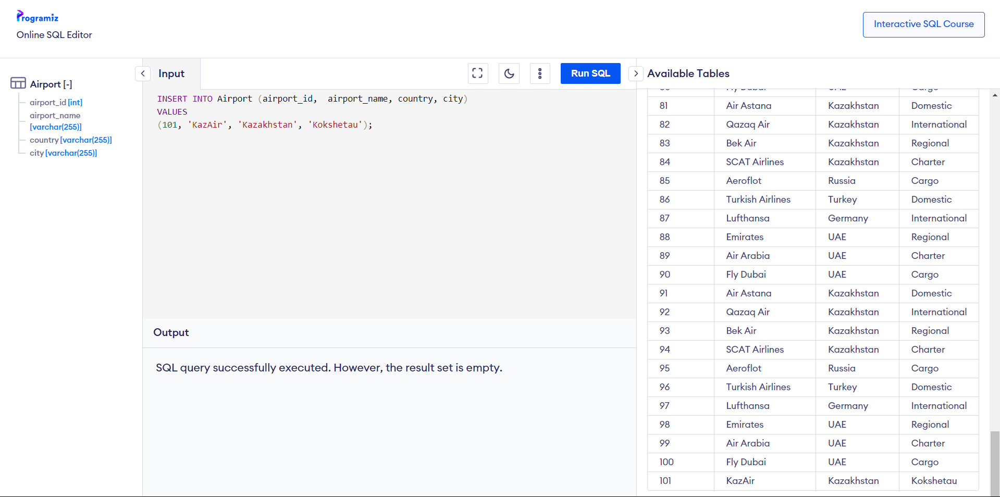 Programiz
Online SQL Editor
Interactive SQL Course
Airport [-]
airport_id [int]
airport_name
[varchar(255)]
country [varchar(255)]
city [varchar(255)]
Input
Run SQL
INSERT INTO Airport (airport_id,  airport_name, country, city)
VALUES
(101, 'KazAir', 'Kazakhstan', 'Kokshetau');
Output
SQL query successfully executed. However, the result set is empty.
Available Tables
81 Air Astana Kazakhstan Domestic
82 Qazaq Air Kazakhstan International
83 Bek Air Kazakhstan Regional
84 SCAT Airlines Kazakhstan Charter
85 Aeroflot Russia Cargo
86 Turkish Airlines Turkey Domestic
87 Lufthansa Germany International
88 Emirates UAE Regional
89 Air Arabia UAE Charter
90 Fly Dubai UAE Cargo
91 Air Astana Kazakhstan Domestic
92 Qazaq Air Kazakhstan International
93 Bek Air Kazakhstan Regional
94 SCAT Airlines Kazakhstan Charter
95 Aeroflot Russia Cargo
96 Turkish Airlines Turkey Domestic
97 Lufthansa Germany International
98 Emirates UAE Regional
99 Air Arabia UAE Charter
100 Fly Dubai UAE Cargo
101 KazAir Kazakhstan Kokshetau